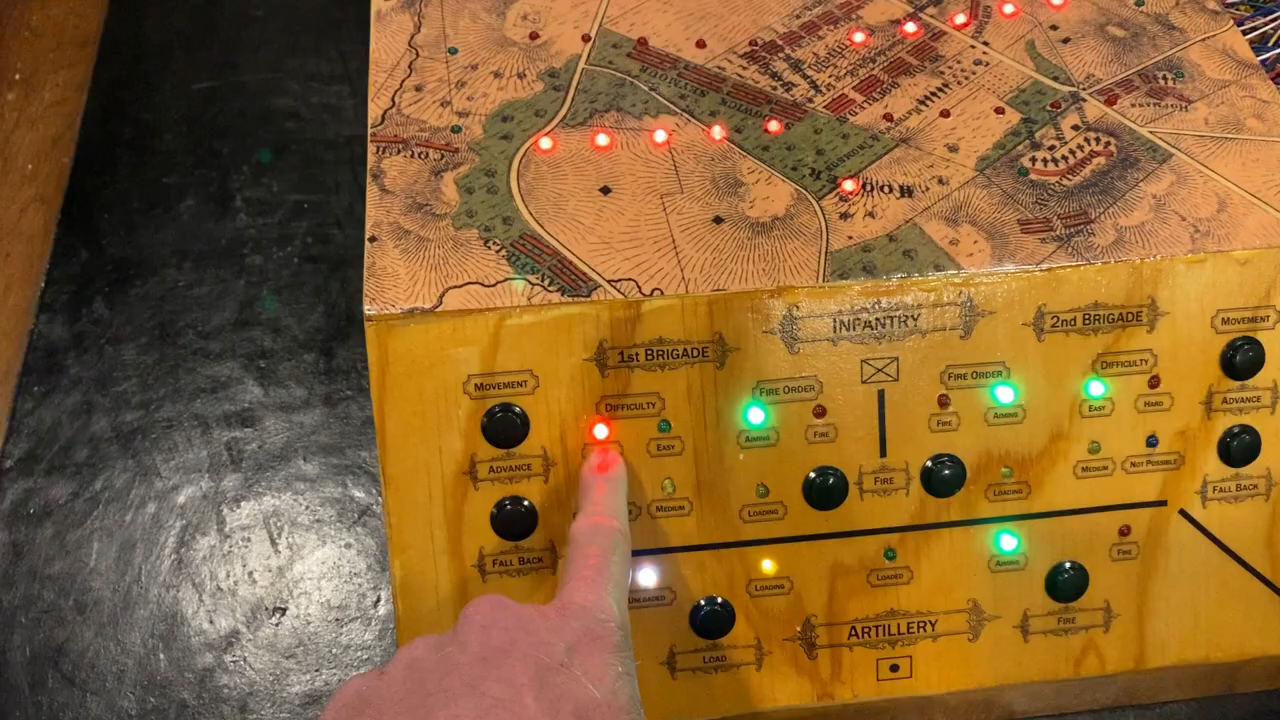 SEYMOUR
HOFMANN
INFANTRY
1st BRIGADE
2nd BRIGADE
MOVEMENT
MOVEMENT
DIFFICULTY
FIRE ORDER
FIRE ORDER
DIFFICULTY
EASY
AIMING
FIRE
FIRE
AIMING
EASY
HARD
ADVANCE
ADVANCE
MEDIUM
LOADING
FIRE
LOADING
MEDIUM
NOT POSSIBLE
FALL BACK
FALL BACK
UNLOADED
LOADING
LOADED
AIMING
FIRE
LOAD
ARTILLERY
FIRE